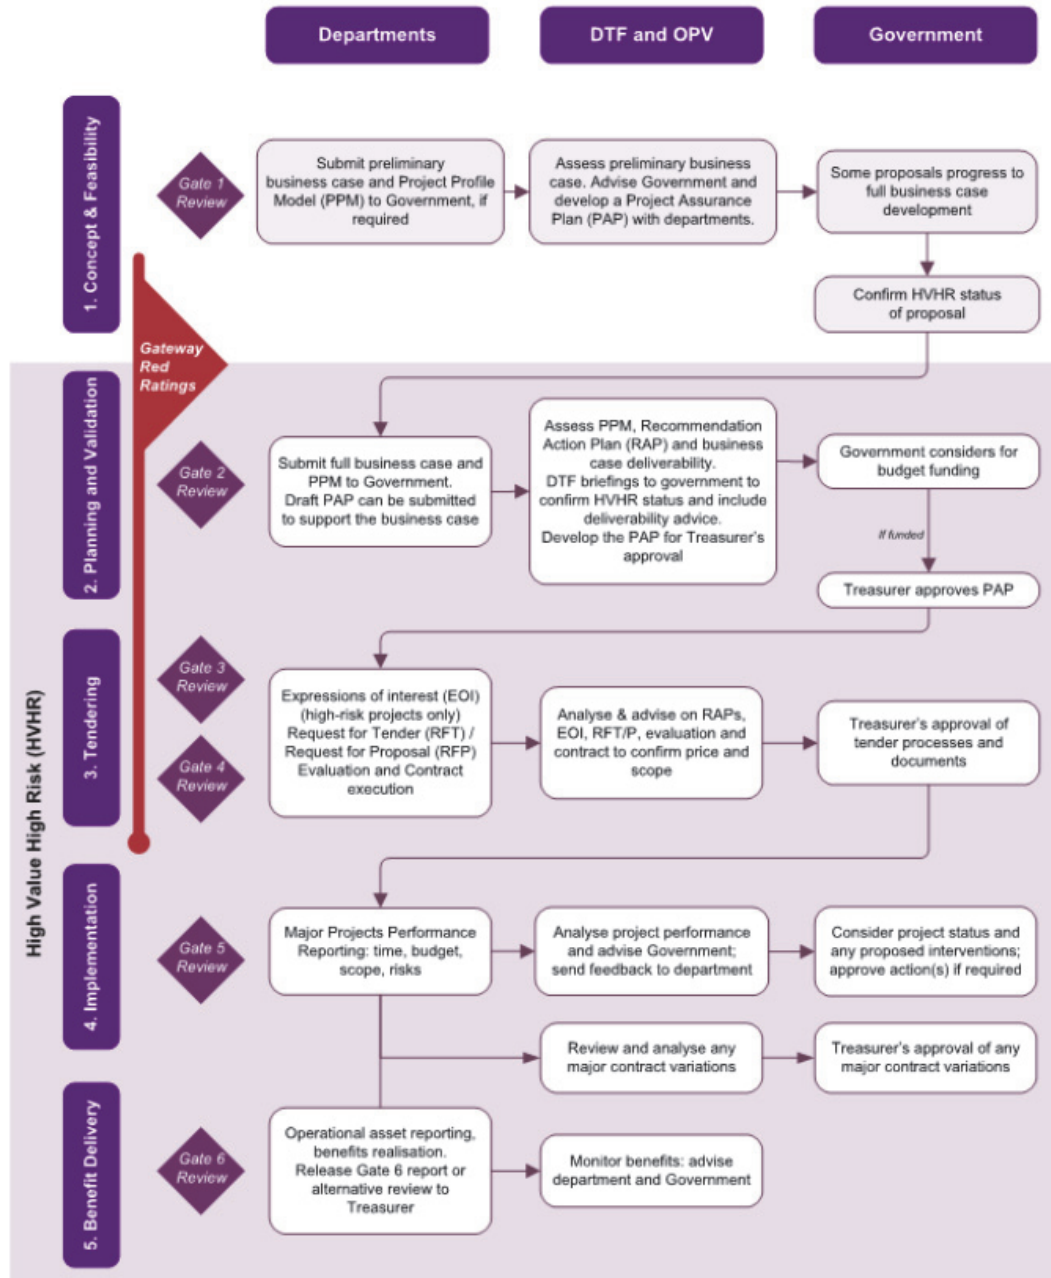 Departments
DTF and OPV
Government
1. Concept & Feasibility
Gate 1
Review
Submit preliminary
business case and Project Profile
Model (PPM) to Government, if
required
Assess preliminary business
case. Advise Government and
develop a Project Assurance
Plan (PAP) with departments.
Some proposals progress to
full business case
development
Confirm HVHR status
of proposal
Gateway
Red
Ratings
High Value High Risk (HVHR)
2. Planning and Validation
Gate 2
Review
Submit full business case and
PPM to Government.
Draft PAP can be submitted
to support the business case
Assess PPM, Recommendation
Action Plan (RAP) and business
case deliverability.
DTF briefings to government to
confirm HVHR status and include
deliverability advice.
Develop the PAP for Treasurer's
approval
Government considers for
budget funding
If funded
Treasurer approves PAP
3. Tendering
Gate 3
Review
Gate 4
Review
Expressions of interest (EOI)
(high-risk projects only)
Request for Tender (RFT) /
Request for Proposal (RFP)
Evaluation and Contract
execution
Analyse & advise on RAPs,
EOI, RFT/P, evaluation and
contract to confirm price and
scope
Treasurer's approval of
tender processes and
documents
4. Implementation
Gate 5
Review
Major Projects Performance
Reporting: time, budget,
scope, risks
Analyse project performance
and advise Government;
send feedback to department
Consider project status and
any proposed interventions;
approve action(s) if required
Review and analyse any
major contract variations
Treasurer's approval of any
major contract variations
5. Benefit Delivery
Gate 6
Review
Operational asset reporting,
benefits realisation.
Release Gate 6 report or
alternative review to
Treasurer
Monitor benefits: advise
department and Government